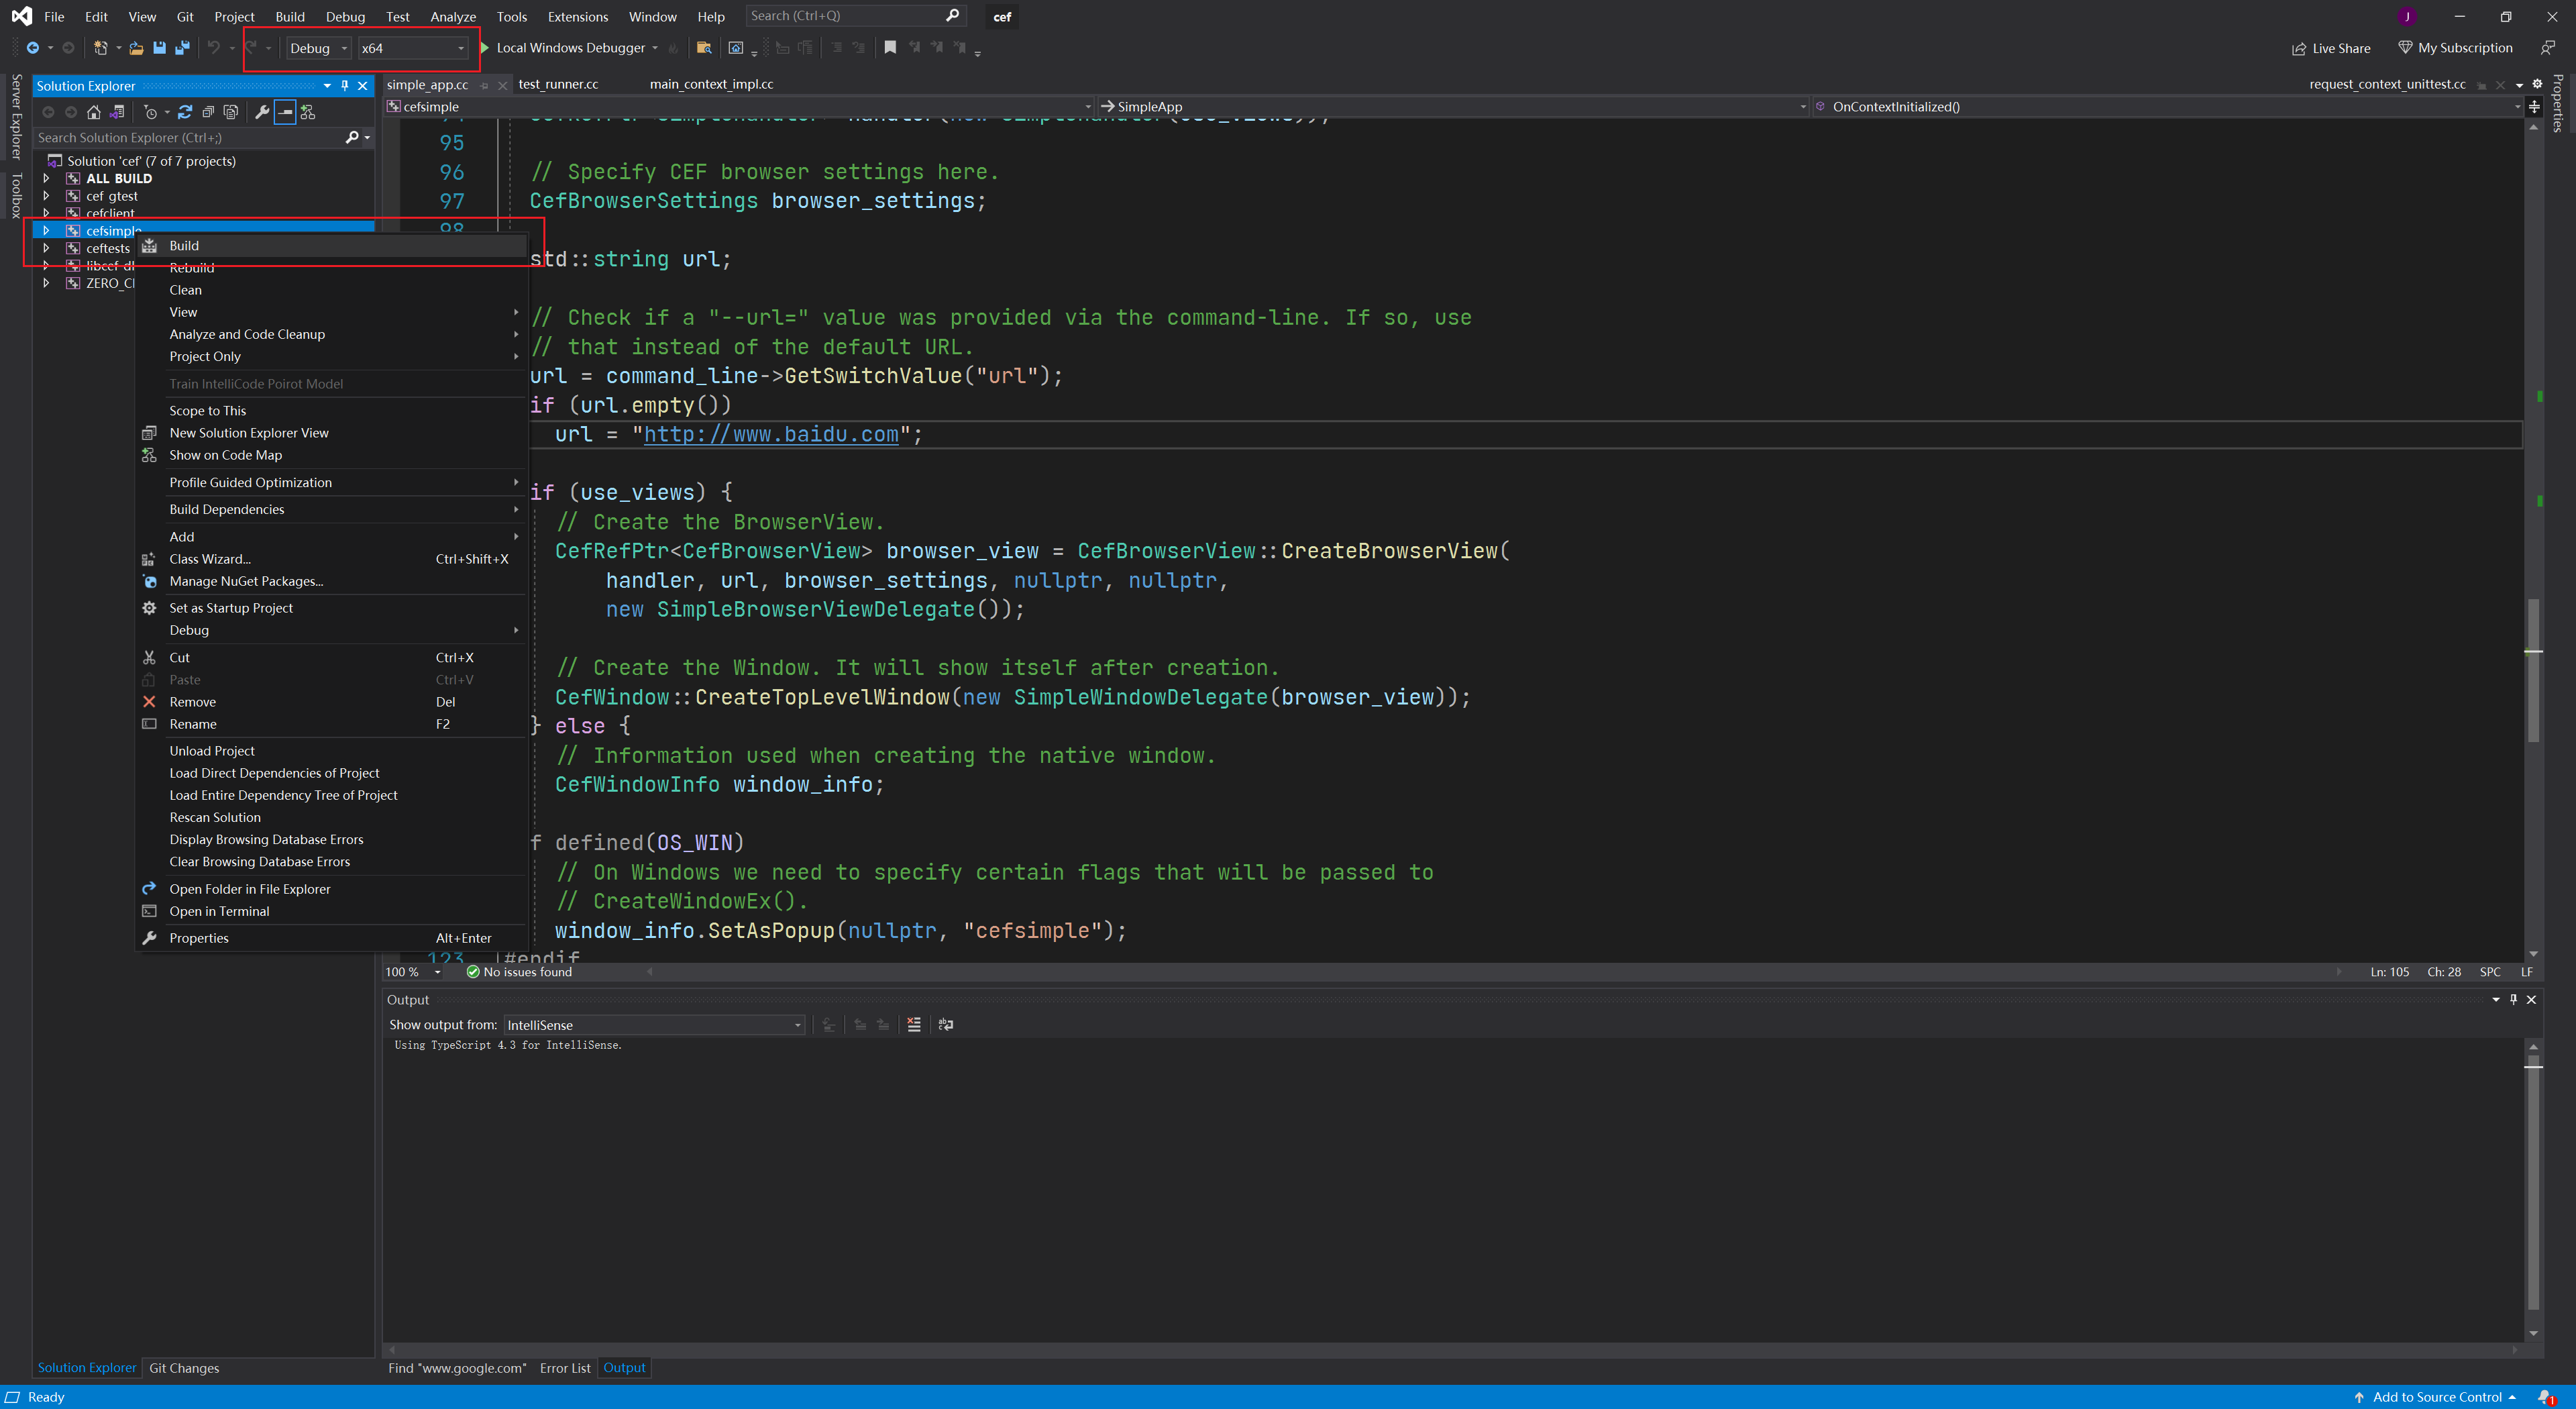 File Edit View Git Project Build Debug Test Analyze Tools Extensions Window Help Search (Ctrl+Q) cef J
Debug x64 Local Windows Debugger Live Share My Subscription
Server Explorer
Toolbox
Solution Explorer
Search Solution Explorer (Ctrl+;)
Solution 'cef' (7 of 7 projects)
ALL BUILD
cef gtest
cefclient
cefsimple
ceftests
libcef dl
ZERO_C
Build
Rebuild
Clean
View
Analyze and Code Cleanup
Project Only
Train IntelliCode Poirot Model
Scope to This
New Solution Explorer View
Show on Code Map
Profile Guided Optimization
Build Dependencies
Add
Class Wizard... Ctrl+Shift+X
Manage NuGet Packages...
Set as Startup Project
Debug
Cut Ctrl+X
Paste Ctrl+V
Remove Del
Rename F2
Unload Project
Load Direct Dependencies of Project
Load Entire Dependency Tree of Project
Rescan Solution
Display Browsing Database Errors
Clear Browsing Database Errors
Open Folder in File Explorer
Open in Terminal
Properties Alt+Enter
simple_app.cc test_runner.cc main_context_impl.cc request_context_unittest.cc
cefsimple SimpleApp OnContextInitialized()
Properties
95
96 // Specify CEF browser settings here.
97 CefBrowserSettings browser_settings;
98
std::string url;
// Check if a "--url=" value was provided via the command-line. If so, use
// that instead of the default URL.
url = command_line->GetSwitchValue("url");
if (url.empty())
url = "http://www.baidu.com";
if (use_views) {
// Create the BrowserView.
CefRefPtr<CefBrowserView> browser_view = CefBrowserView::CreateBrowserView(
handler, url, browser_settings, nullptr, nullptr,
new SimpleBrowserViewDelegate());
// Create the Window. It will show itself after creation.
CefWindow::CreateTopLevelWindow(new SimpleWindowDelegate(browser_view));
} else {
// Information used when creating the native window.
CefWindowInfo window_info;
f defined(OS_WIN)
// On Windows we need to specify certain flags that will be passed to
// CreateWindowEx().
window_info.SetAsPopup(nullptr, "cefsimple");
123 #endif
100 % No issues found Ln: 105 Ch: 28 SPC LF
Output
Show output from: IntelliSense
Using TypeScript 4.3 for IntelliSense.
Solution Explorer Git Changes Find "www.google.com" Error List Output
Ready Add to Source Control 1